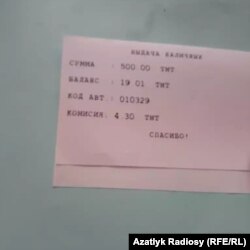 ВЫДАЧА НАЛИЧНЫХ
СУММА : 500.00 ТМТ
БАЛАНС : 19 01 ТМТ
КОД АВТ.: 010329
КОМИСИЯ: 4.30 ТМТ
СПАСИБО!
Azatlyk Radiosy (RFE/RL)